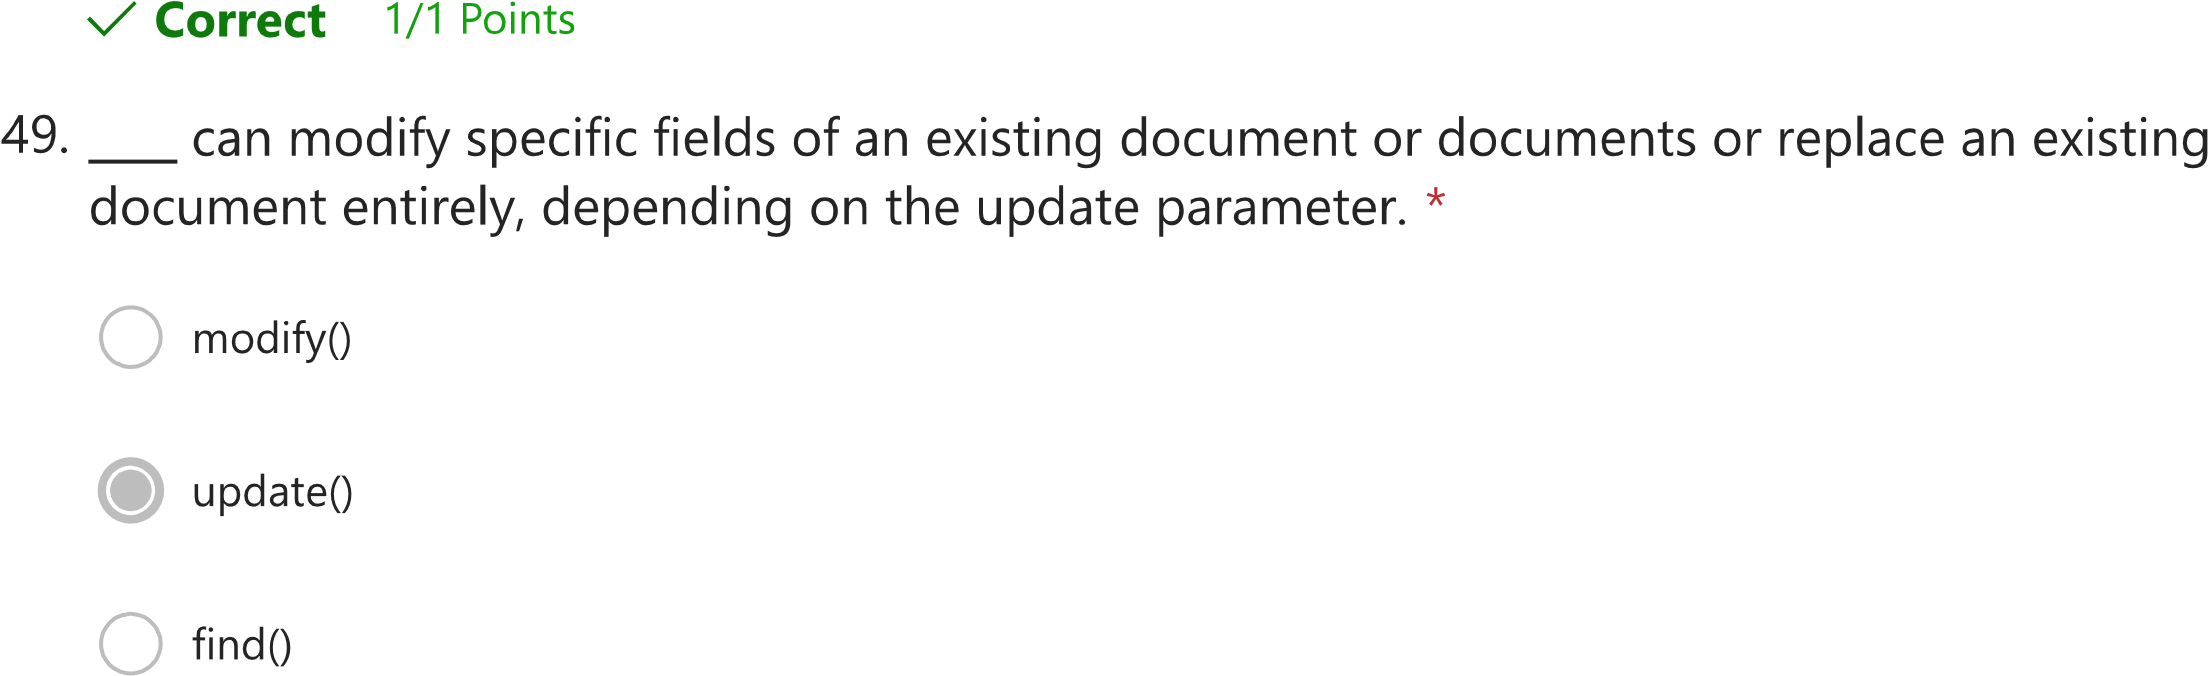 Correct 1/1 Points
49. ____ can modify specific fields of an existing document or documents or replace an existing
document entirely, depending on the update parameter. *
modify()
update()
find()